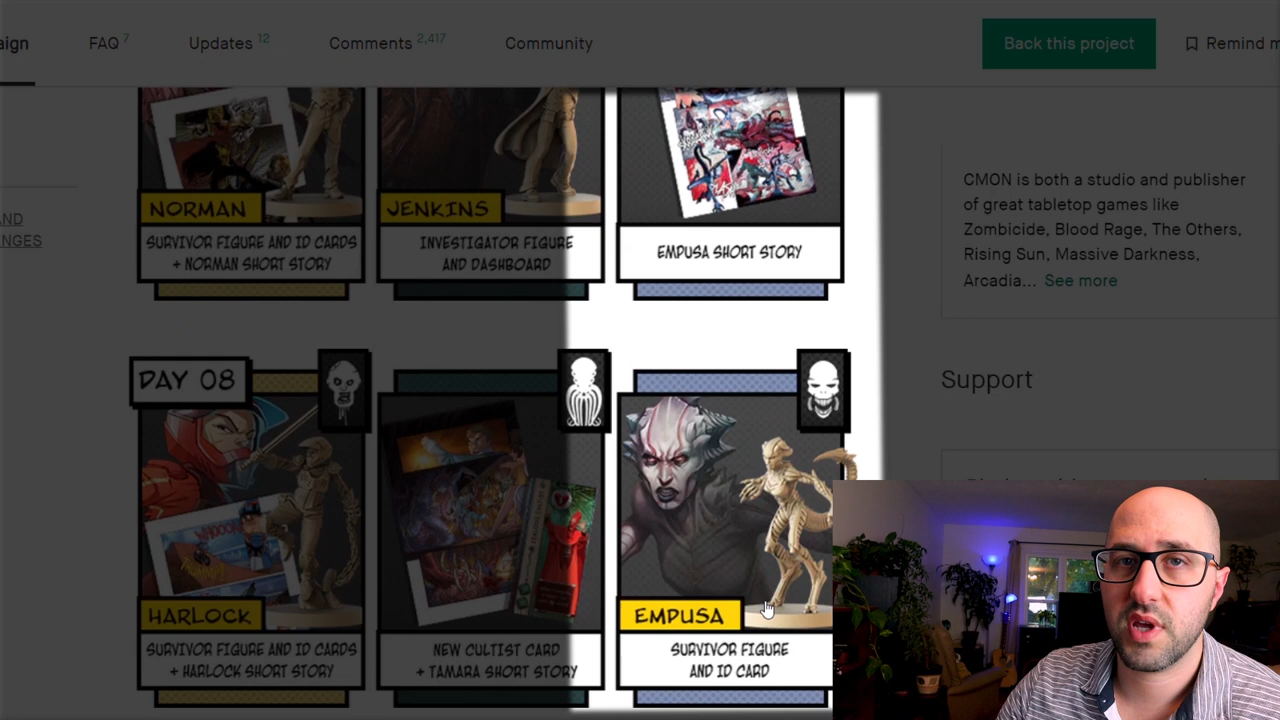 aign
FAQ 7
Updates 12
Comments 2,417
Community
Back this project
Remind m
AND
NGES
NORMAN
SURVIVOR FIGURE AND ID CARDS
+ NORMAN SHORT STORY
JENKINS
INVESTIGATOR FIGURE
AND DASHBOARD
EMPUSA SHORT STORY
CMON is both a studio and publisher
of great tabletop games like
Zombicide, Blood Rage, The Others,
Rising Sun, Massive Darkness,
Arcadia... See more
Support
DAY 08
HARLOCK
SURVIVOR FIGURE AND ID CARDS
+ HARLOCK SHORT STORY
NEW CULTIST CARD
+ TAMARA SHORT STORY
EMPUSA
SURVIVOR FIGURE
AND ID CARD